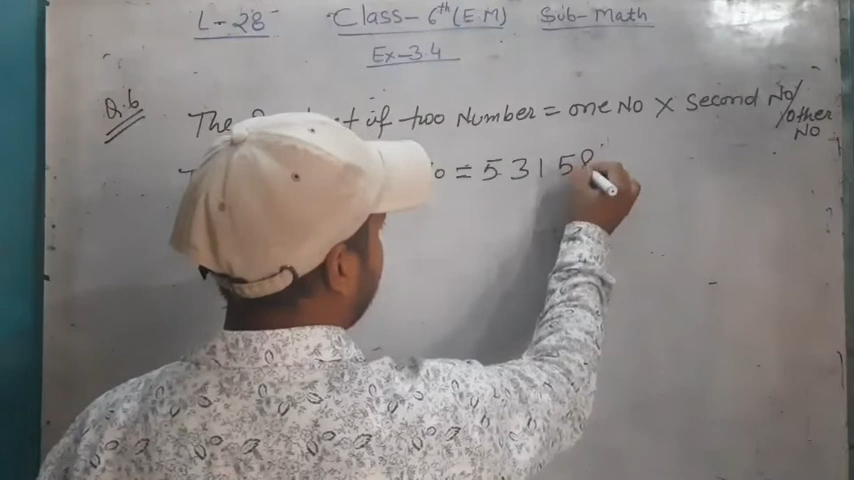 L-28 Class-6th (E.M) Sub-Math
Ex-3.4
Q.6 The if two Number = one No × Second No/
other
No
= 53158